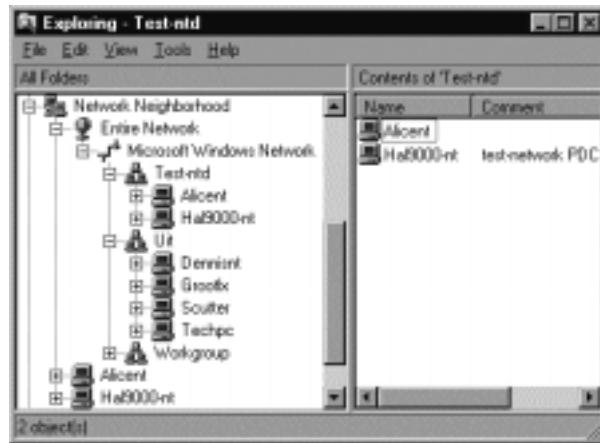 Exploring - Test-ntd
File Edit View Tools Help
All Folders
Contents of 'Test-ntd'
Network Neighborhood
Entire Network
Microsoft Windows Network
Test-ntd
Alicent
Hal9000-nt
Uit
Dennisnt
Grootlx
Scutter
Techpc
Workgroup
Alicent
Hal9000-nt
Name Comment
Alicent
Hal9000-nt test-network PDC
2 object(s)